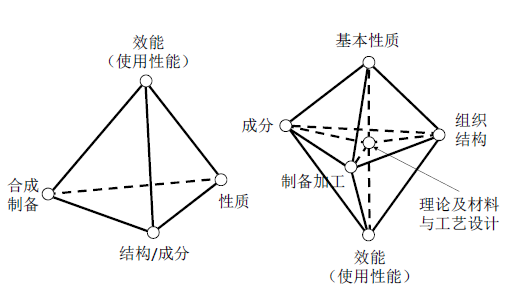 效能
（使用性能）
合成
制备
性质
结构/成分
基本性质
成分
组织
结构
制备加工
理论及材料
与工艺设计
效能
（使用性能）